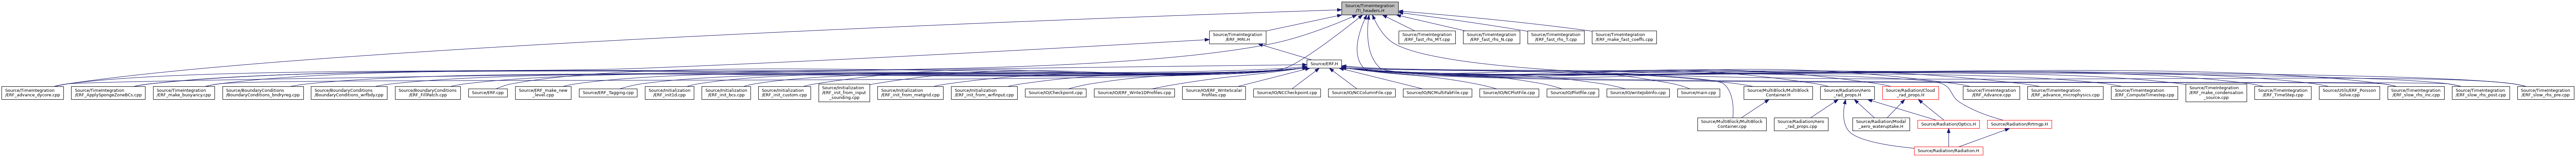 Source/TimeIntegration
/TI_headers.H
Source/TimeIntegration
/ERF_MRI.H
Source/TimeIntegration
/ERF_fast_rhs_MT.cpp
Source/TimeIntegration
/ERF_fast_rhs_N.cpp
Source/TimeIntegration
/ERF_fast_rhs_T.cpp
Source/TimeIntegration
/ERF_make_fast_coeffs.cpp
Source/ERF.H
Source/TimeIntegration
/ERF_advance_dycore.cpp
Source/TimeIntegration
/ERF_ApplySpongeZoneBCs.cpp
Source/TimeIntegration
/ERF_make_buoyancy.cpp
Source/BoundaryConditions
/BoundaryConditions_bndryreg.cpp
Source/BoundaryConditions
/BoundaryConditions_wrfbdy.cpp
Source/BoundaryConditions
/ERF_FillPatch.cpp
Source/ERF.cpp
Source/ERF_make_new
_level.cpp
Source/ERF_Tagging.cpp
Source/Initialization
/ERF_init1d.cpp
Source/Initialization
/ERF_init_bcs.cpp
Source/Initialization
/ERF_init_custom.cpp
Source/Initialization
/ERF_init_from_input
_sounding.cpp
Source/Initialization
/ERF_init_from_metgrid.cpp
Source/Initialization
/ERF_init_from_wrfinput.cpp
Source/IO/Checkpoint.cpp
Source/IO/ERF_Write1DProfiles.cpp
Source/IO/ERF_WriteScalar
Profiles.cpp
Source/IO/NCCheckpoint.cpp
Source/IO/NCColumnFile.cpp
Source/IO/NCMultiFabFile.cpp
Source/IO/NCPlotFile.cpp
Source/IO/Plotfile.cpp
Source/IO/writeJobInfo.cpp
Source/main.cpp
Source/MultiBlock/MultiBlock
Container.H
Source/Radiation/Aero
_rad_props.H
Source/Radiation/Cloud
_rad_props.H
Source/TimeIntegration
/ERF_Advance.cpp
Source/TimeIntegration
/ERF_advance_microphysics.cpp
Source/TimeIntegration
/ERF_ComputeTimestep.cpp
Source/TimeIntegration
/ERF_make_condensation
_source.cpp
Source/TimeIntegration
/ERF_TimeStep.cpp
Source/Utils/ERF_Poisson
Solve.cpp
Source/TimeIntegration
/ERF_slow_rhs_inc.cpp
Source/TimeIntegration
/ERF_slow_rhs_post.cpp
Source/TimeIntegration
/ERF_slow_rhs_pre.cpp
Source/MultiBlock/MultiBlock
Container.cpp
Source/Radiation/Aero
_rad_props.cpp
Source/Radiation/Modal
_aero_wateruptake.H
Source/Radiation/Optics.H
Source/Radiation/Rrtmgp.H
Source/Radiation/Radiation.H